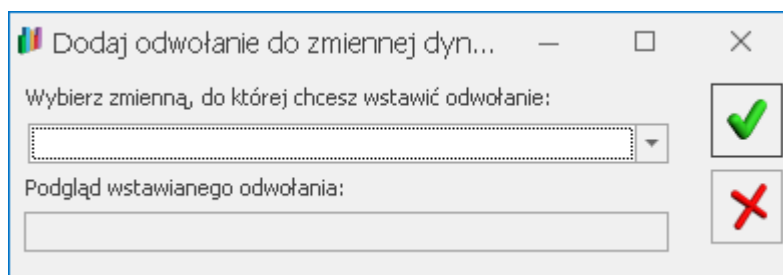 Dodaj odwołanie do zmiennej dyn...
Wybierz zmienną, do której chcesz wstawić odwołanie:
Podgląd wstawianego odwołania: